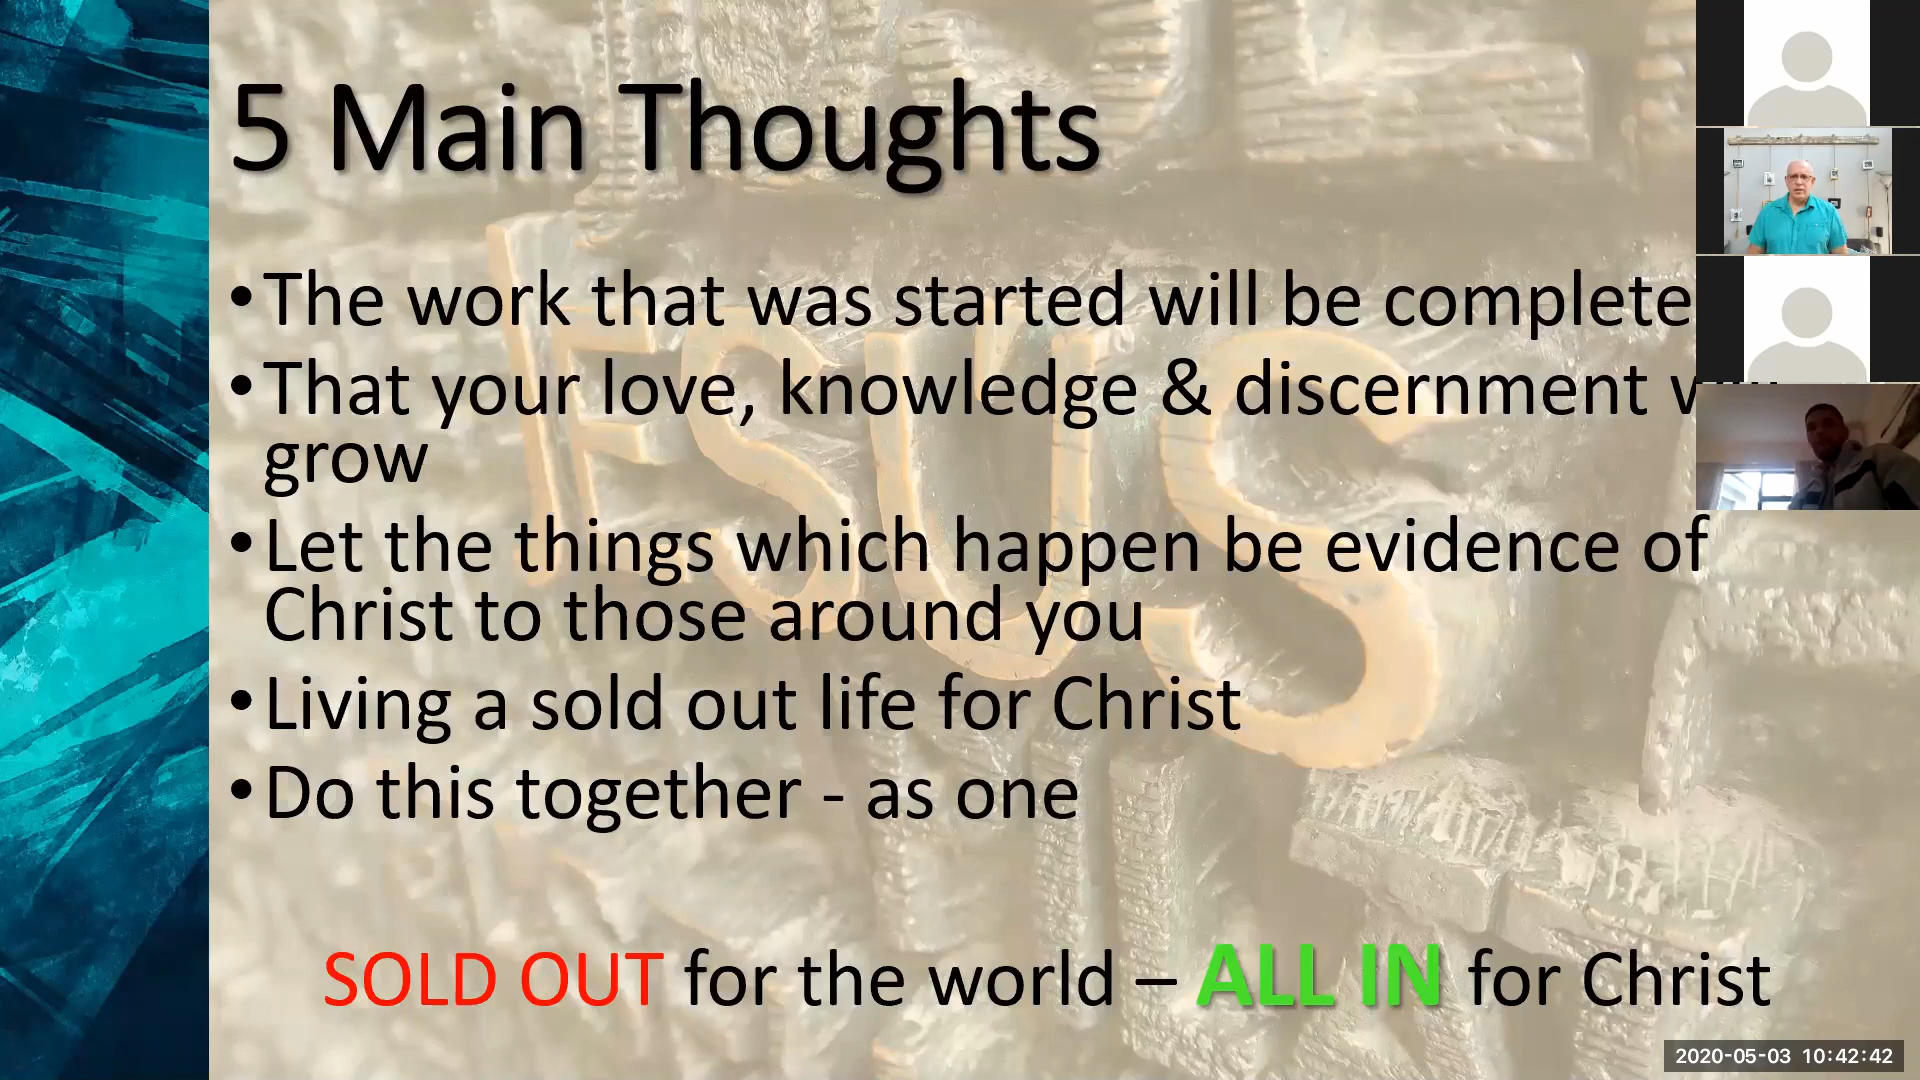 5 Main Thoughts
• The work that was started will be complete
• That your love, knowledge & discernment
grow
• Let the things which happen be evidence of
Christ to those around you
• Living a sold out life for Christ
• Do this together - as one
SOLD OUT for the world – ALL IN for Christ
JESUS
2020-05-03 10:42:42